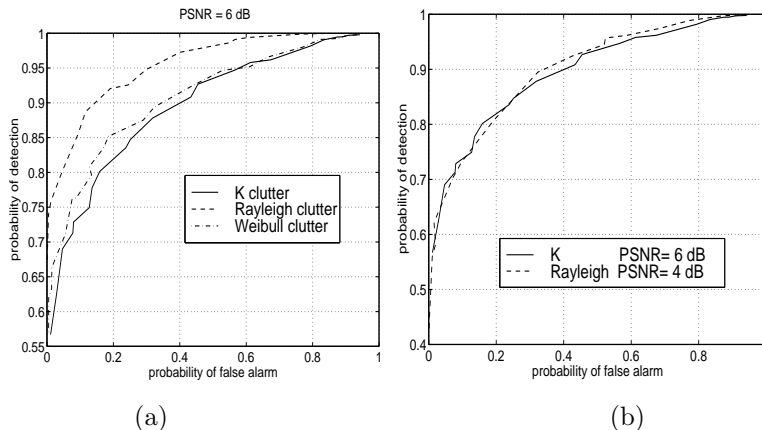 PSNR = 6 dB
1
0.95
0.9
0.85
0.8
0.75
0.7
0.65
0.6
0.55
probability of detection
K clutter
Rayleigh clutter
Weibull clutter
0 0.2 0.4 0.6 0.8 1
probability of false alarm
(a)
1
0.9
0.8
0.7
0.6
0.5
0.4
probability of detection
K PSNR= 6 dB
Rayleigh PSNR= 4 dB
0 0.2 0.4 0.6 0.8
probability of false alarm
(b)